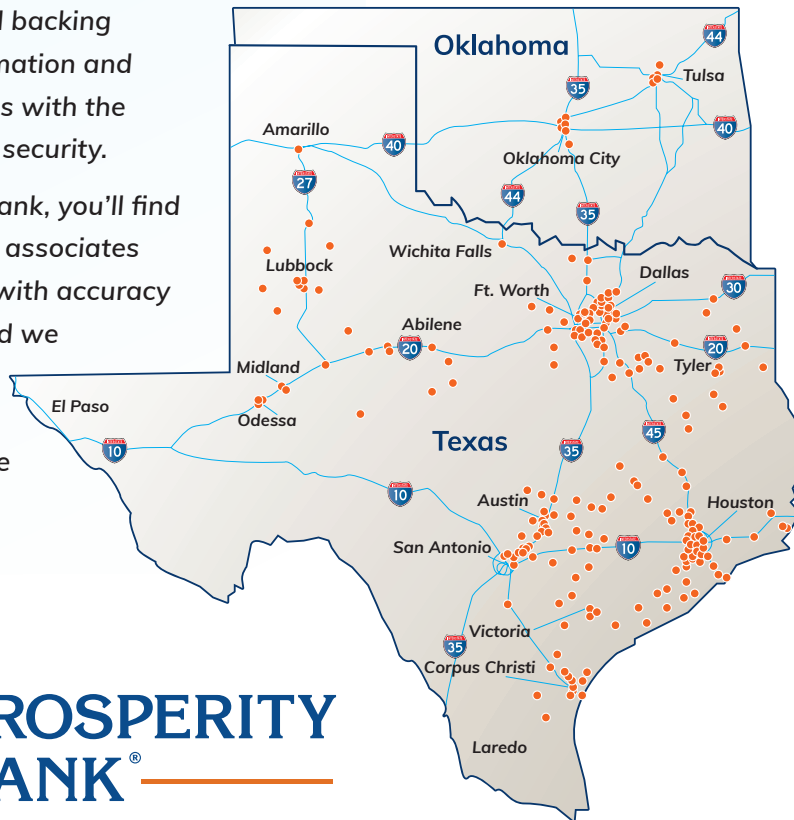 l backing
mation and
s with the
security.
ank, you'll find
associates
with accuracy
d we
e
Oklahoma
44
35
Tulsa
Amarillo
40
40
Oklahoma City
27
44
35
Wichita Falls
Lubbock
Dallas
Ft. Worth
30
Abilene
20
20
Midland
Tyler
El Paso
Odessa
10
Texas
45
35
10
Austin
Houston
San Antonio
10
Victoria
35
Corpus Christi
Laredo
ROSPERITY
ANK®